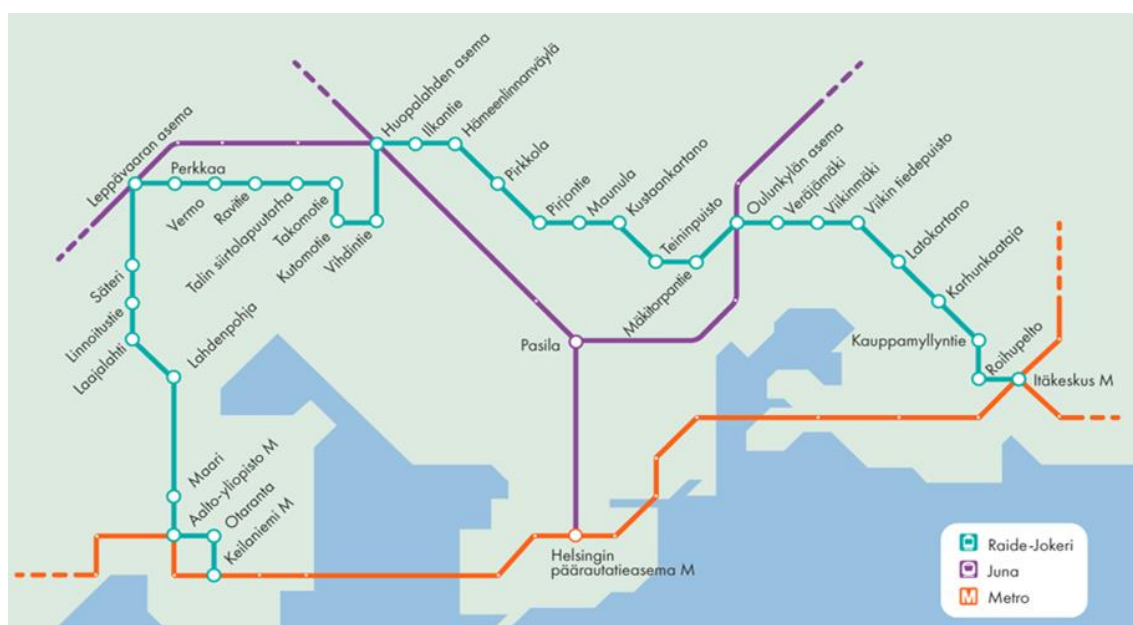 Leppävaaran asema
Perkkaa
Vermo
Ravitie
Talin siirtolapuutarha
Takomotie
Kutomotie
Vihdintie
Huopalahden asema
Ilkantie
Hämeenlinnanväylä
Pirkkola
Pirjontie
Maunula
Kustaankartano
Teininpuisto
Mäkitorpantie
Oulunkylän asema
Veräjämäki
Viikinmäki
Viikin tiedepuisto
Latokartano
Karhunkaataja
Kauppamyllyntie
Roihupelto
Itäkeskus M
Säteri
Linnoitustie
Laajalahti
Lahdenpohja
Maari
Aalto-yliopisto M
Otaranta
Keilaniemi M
Pasila
Helsingin
päärautatieasema M
Raide-Jokeri
Juna
M Metro